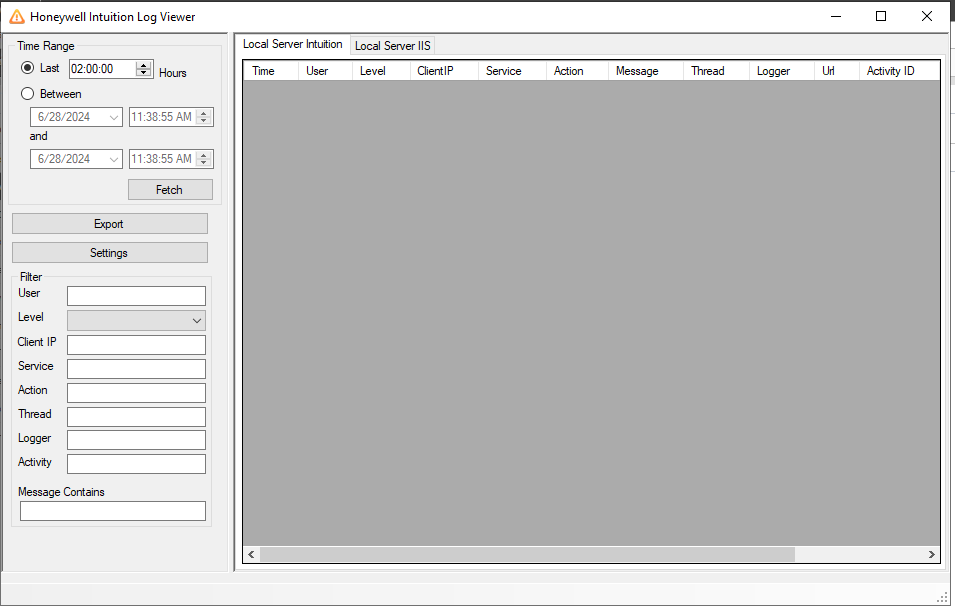 Honeywell Intuition Log Viewer
Time Range
Last 02:00:00 Hours
Between
6/28/2024 11:38:55 AM
and
6/28/2024 11:38:55 AM
Fetch
Export
Settings
Filter
User
Level
Client IP
Service
Action
Thread
Logger
Activity
Message Contains
Local Server Intuition Local Server IIS
Time User Level ClientIP Service Action Message Thread Logger Url Activity ID